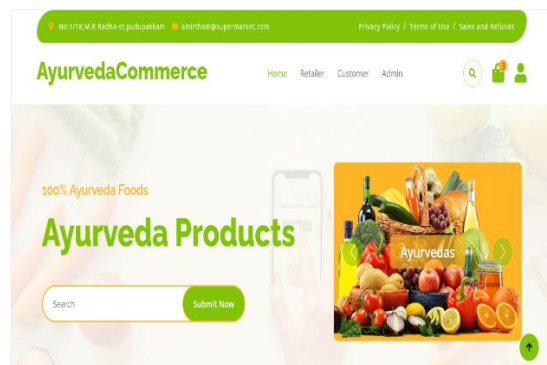 No:1/18,M.R.Radha-st,pudupakkam amirtham@supermarket.com Privacy Policy / Terms of Use / Sales and Refunds
AyurvedaCommerce Home Retailer Customer Admin 3
100% Ayurveda Foods
Ayurveda Products
Ayurvedas
Search Submit Now